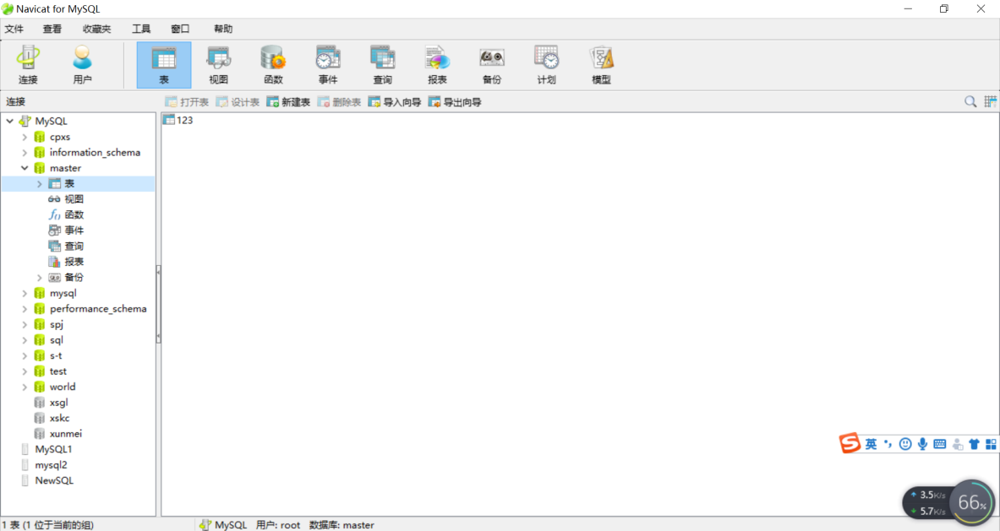 Navicat for MySQL
文件 查看 收藏夹 工具 窗口 帮助
连接 用户 表 视图 函数 事件 查询 报表 备份 计划 模型
连接 打开表 设计表 新建表 删除表 导入向导 导出向导
MySQL
123
cpxs
information_schema
master
表
视图
函数
事件
查询
报表
备份
mysql
performance_schema
spj
sql
s-t
test
world
xsgl
xskc
xunmei
MySQL1
mysql2
NewSQL
S 英
3.5K/s
5.7K/s
66%
1 表 (1 位于当前的组) MySQL 用户: root 数据库: master